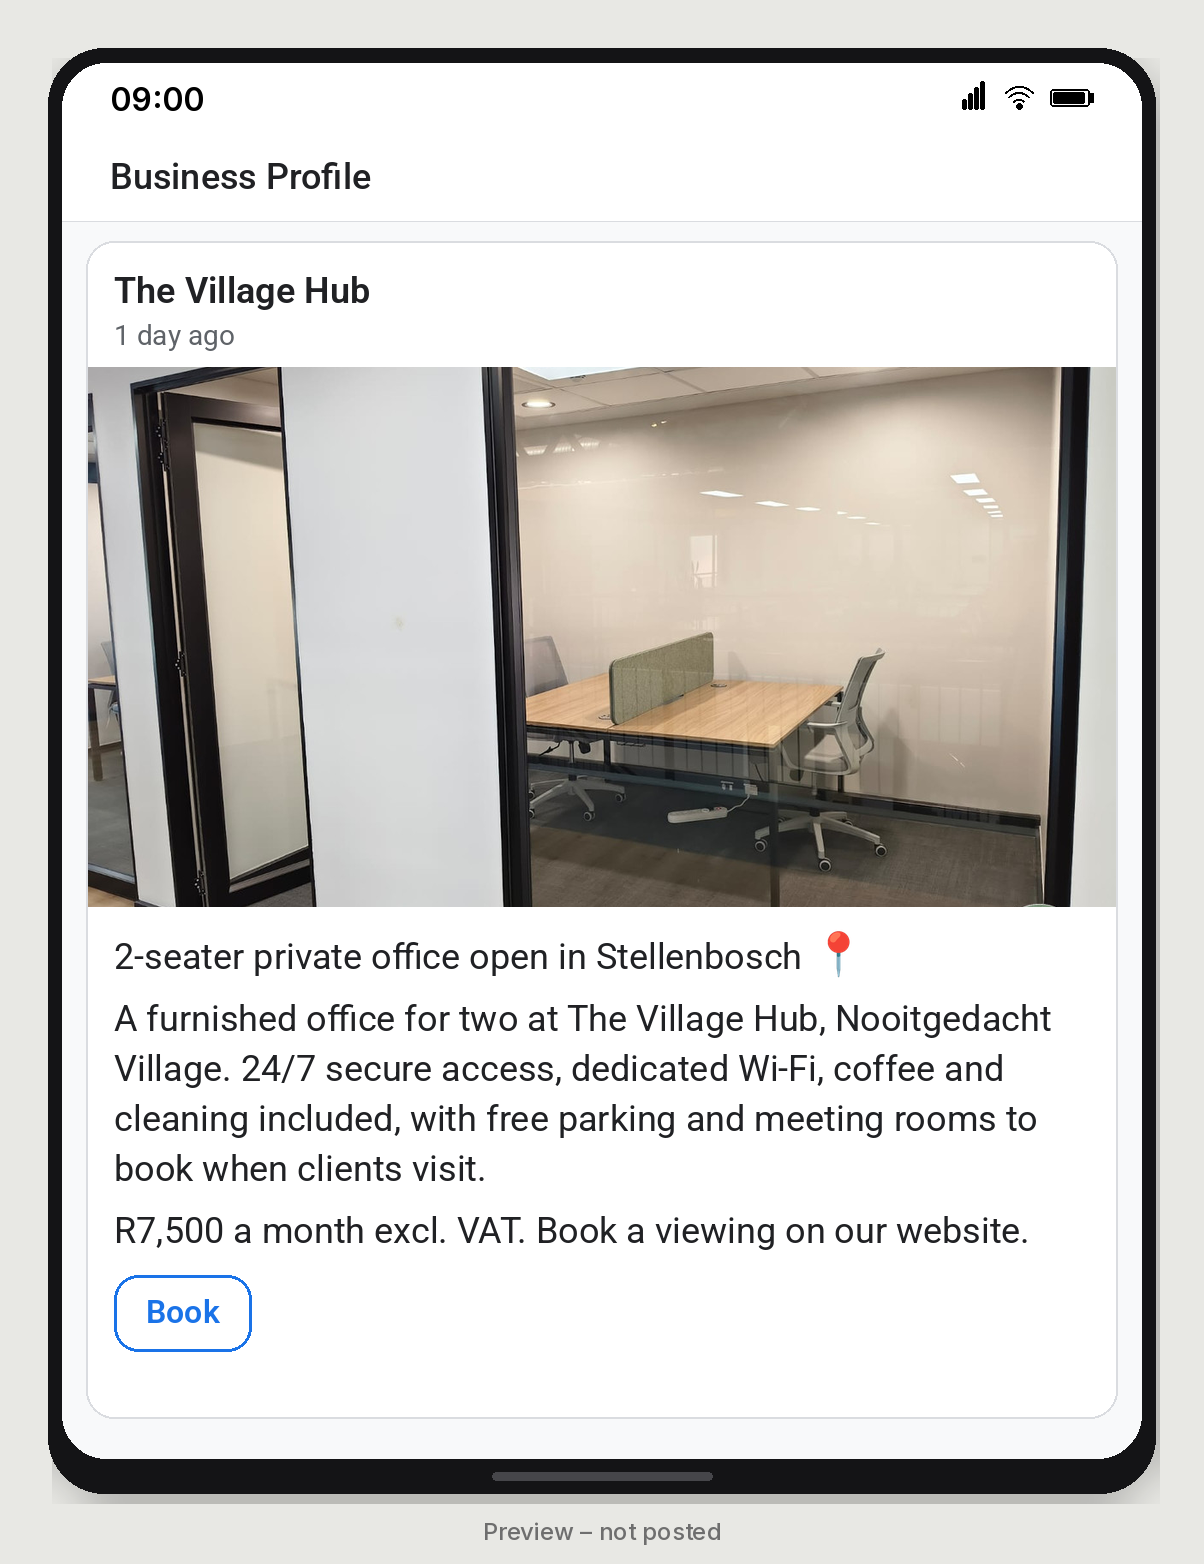 09:00
Business Profile
The Village Hub
1 day ago
2-seater private office open in Stellenbosch 📍
A furnished office for two at The Village Hub, Nooitgedacht
Village. 24/7 secure access, dedicated Wi-Fi, coffee and
cleaning included, with free parking and meeting rooms to
book when clients visit.
R7,500 a month excl. VAT. Book a viewing on our website.
Book
Preview – not posted